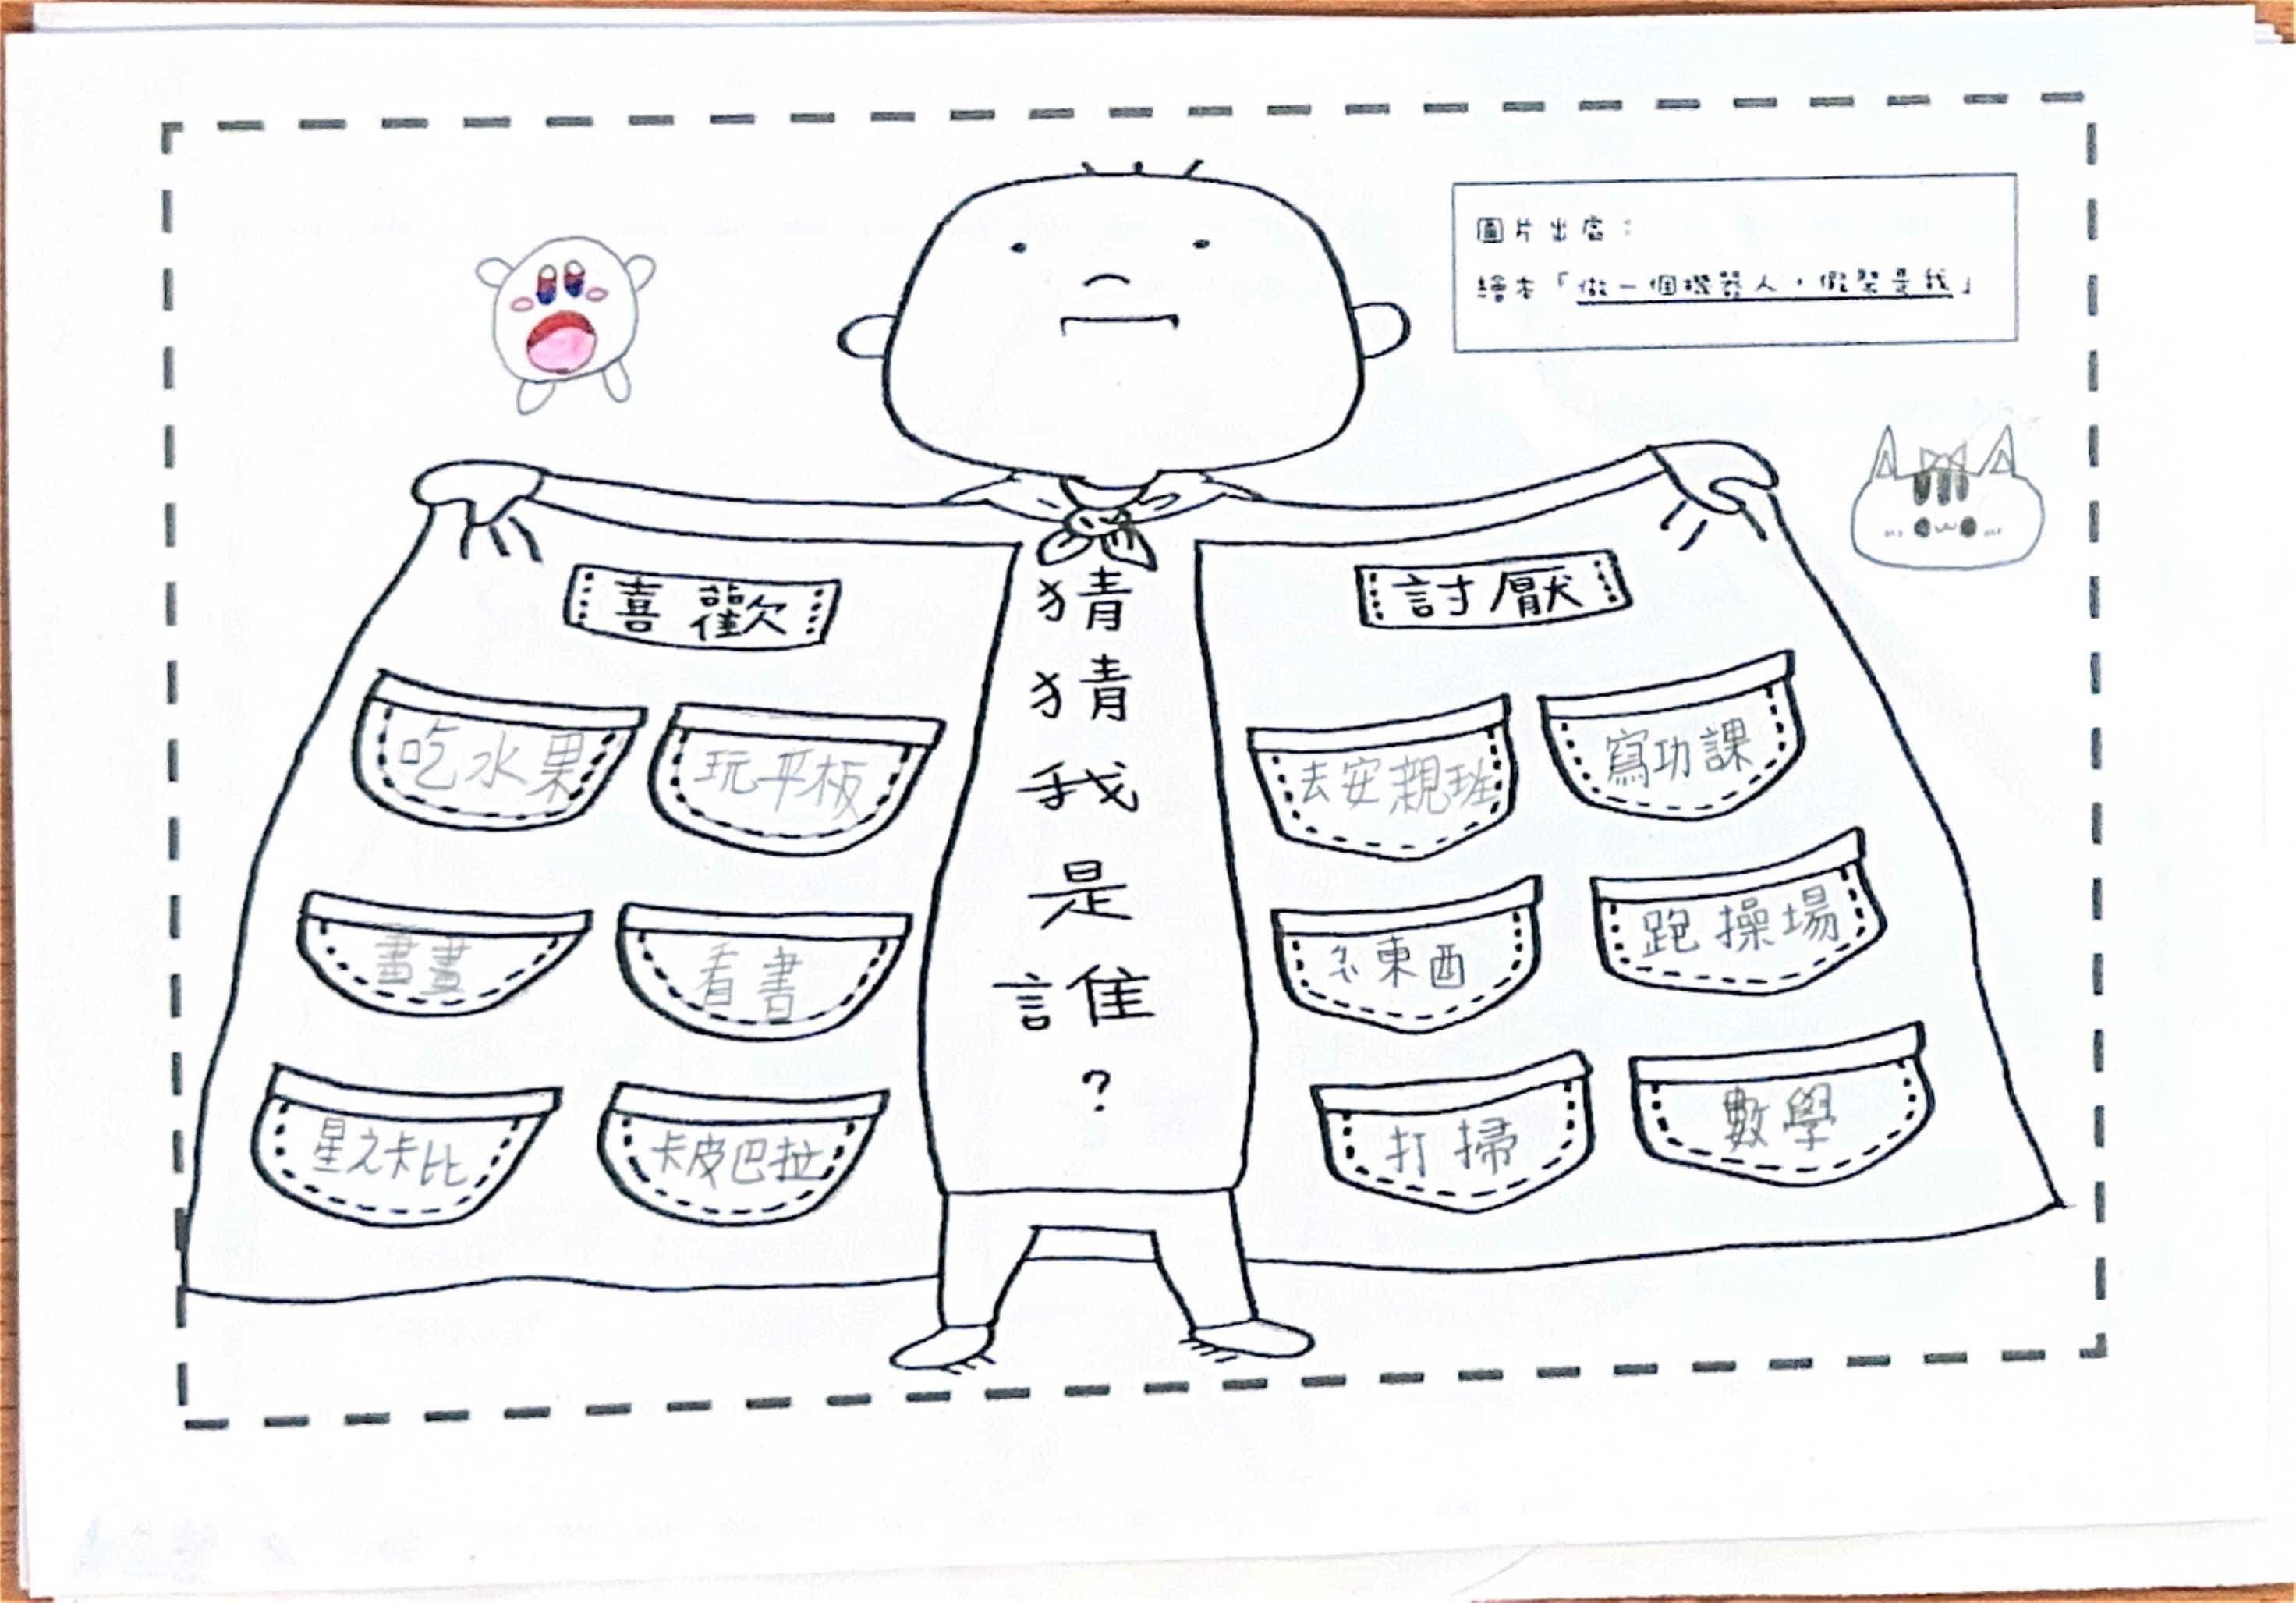 圖片出處：
繪本「做一個機器人，假裝是我」
喜歡
討厭
猜
猜
我
是
誰
？
吃水果
玩平板
畫畫
看書
星之卡比
卡皮巴拉
去安親班
寫功課
東西
跑操場
打掃
數學